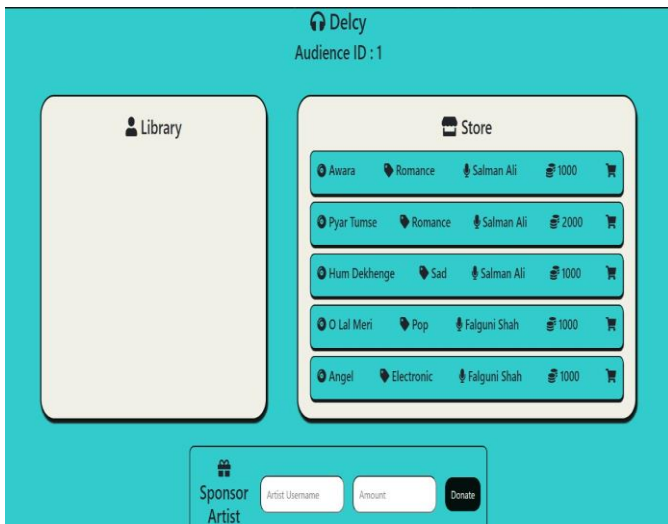 Delcy
Audience ID : 1
Library
Store
Awara Romance Salman Ali 1000
Pyar Tumse Romance Salman Ali 2000
Hum Dekhenge Sad Salman Ali 1000
O Lal Meri Pop Falguni Shah 1000
Angel Electronic Falguni Shah 1000
Sponsor
Artist
Artist Username
Amount
Donate